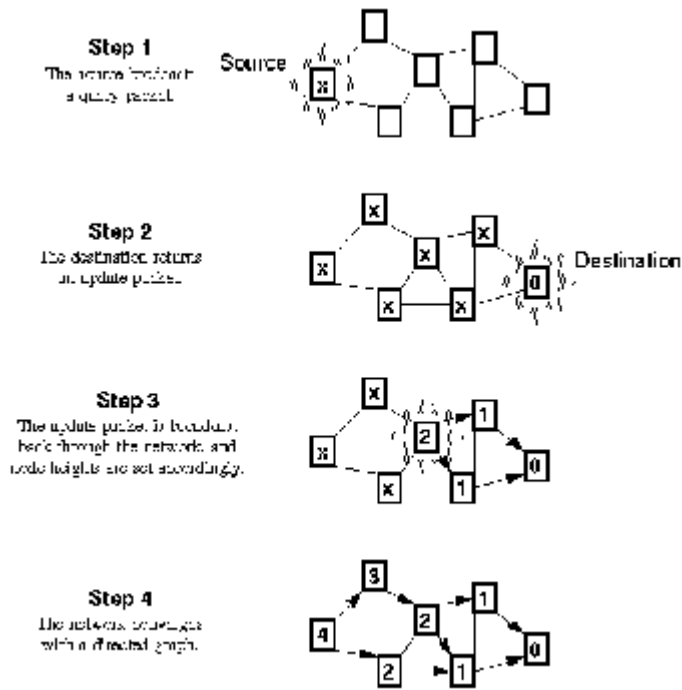 Step 1
The source broadcasts
a query packet.
Source
x
Step 2
The destination returns
an update packet.
x
x
x
x
x
x
0
Destination
Step 3
The update packet is
back through the network, and
node heights are set accordingly.
x
x
x
2
1
1
0
Step 4
The network converges
with a directed graph.
3
4
2
2
1
1
0